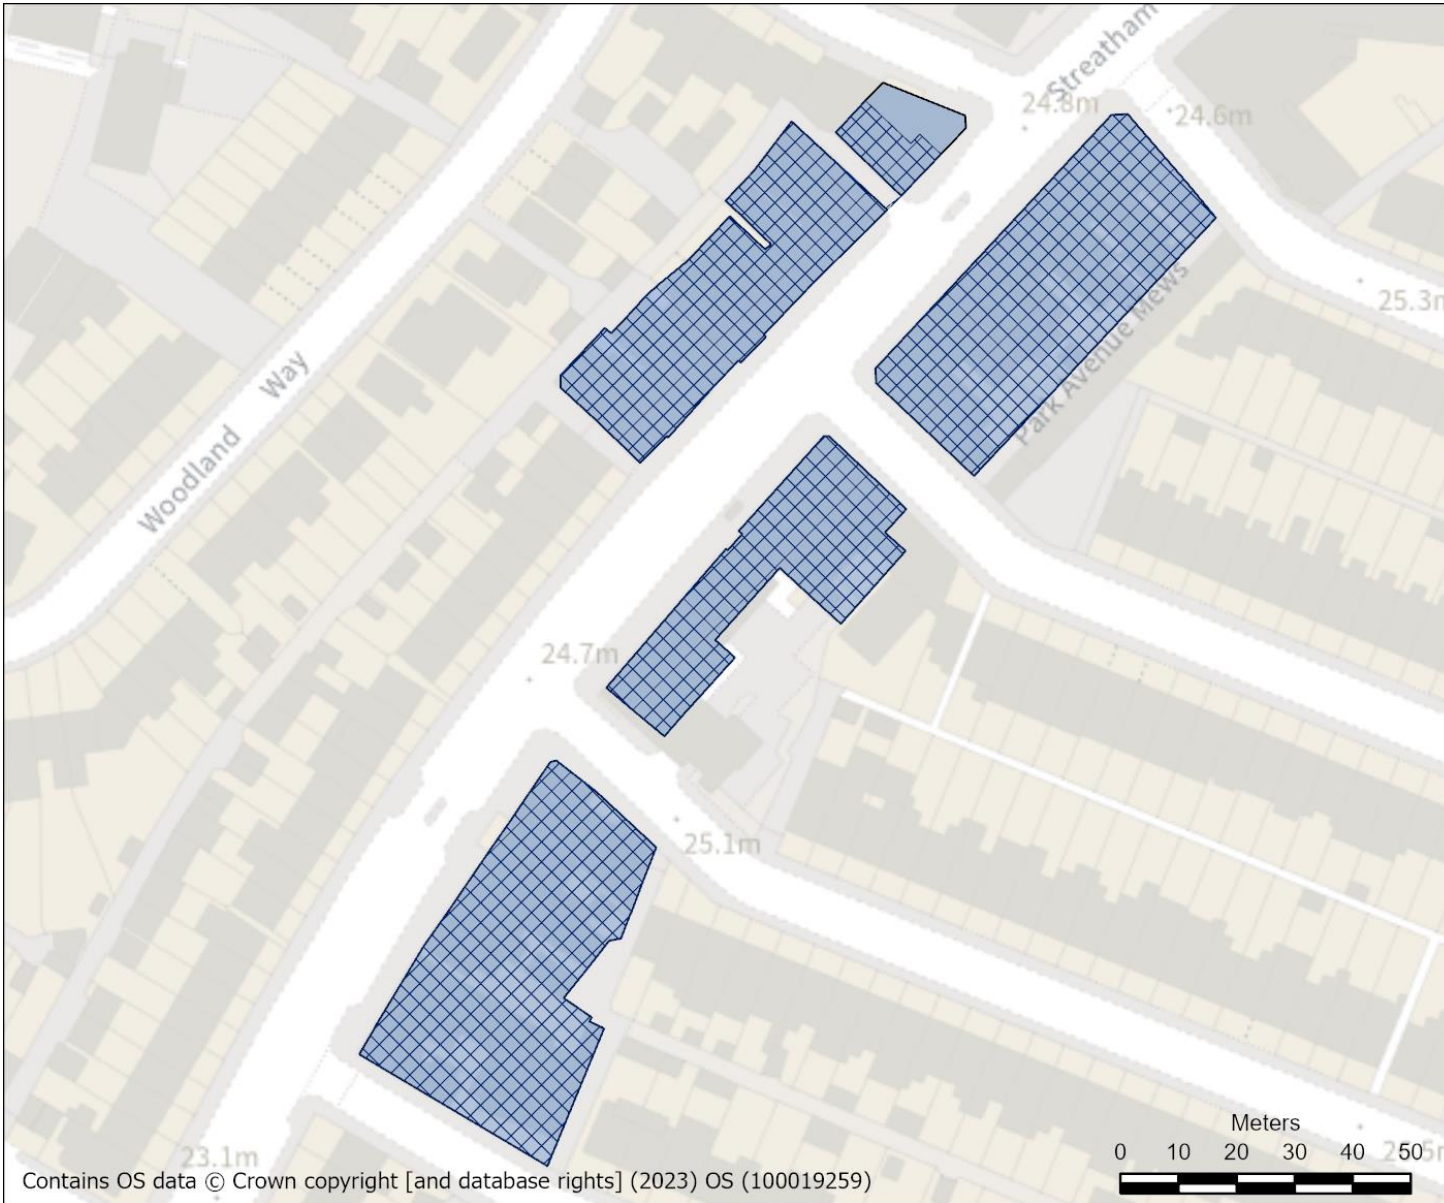 Streatham
24.8m
24.6m
25.3m
Park Avenue Mews
Woodland Way
24.7m
25.1m
23.1m
Meters
0 10 20 30 40 50
Contains OS data © Crown copyright [and database rights] (2023) OS (100019259)